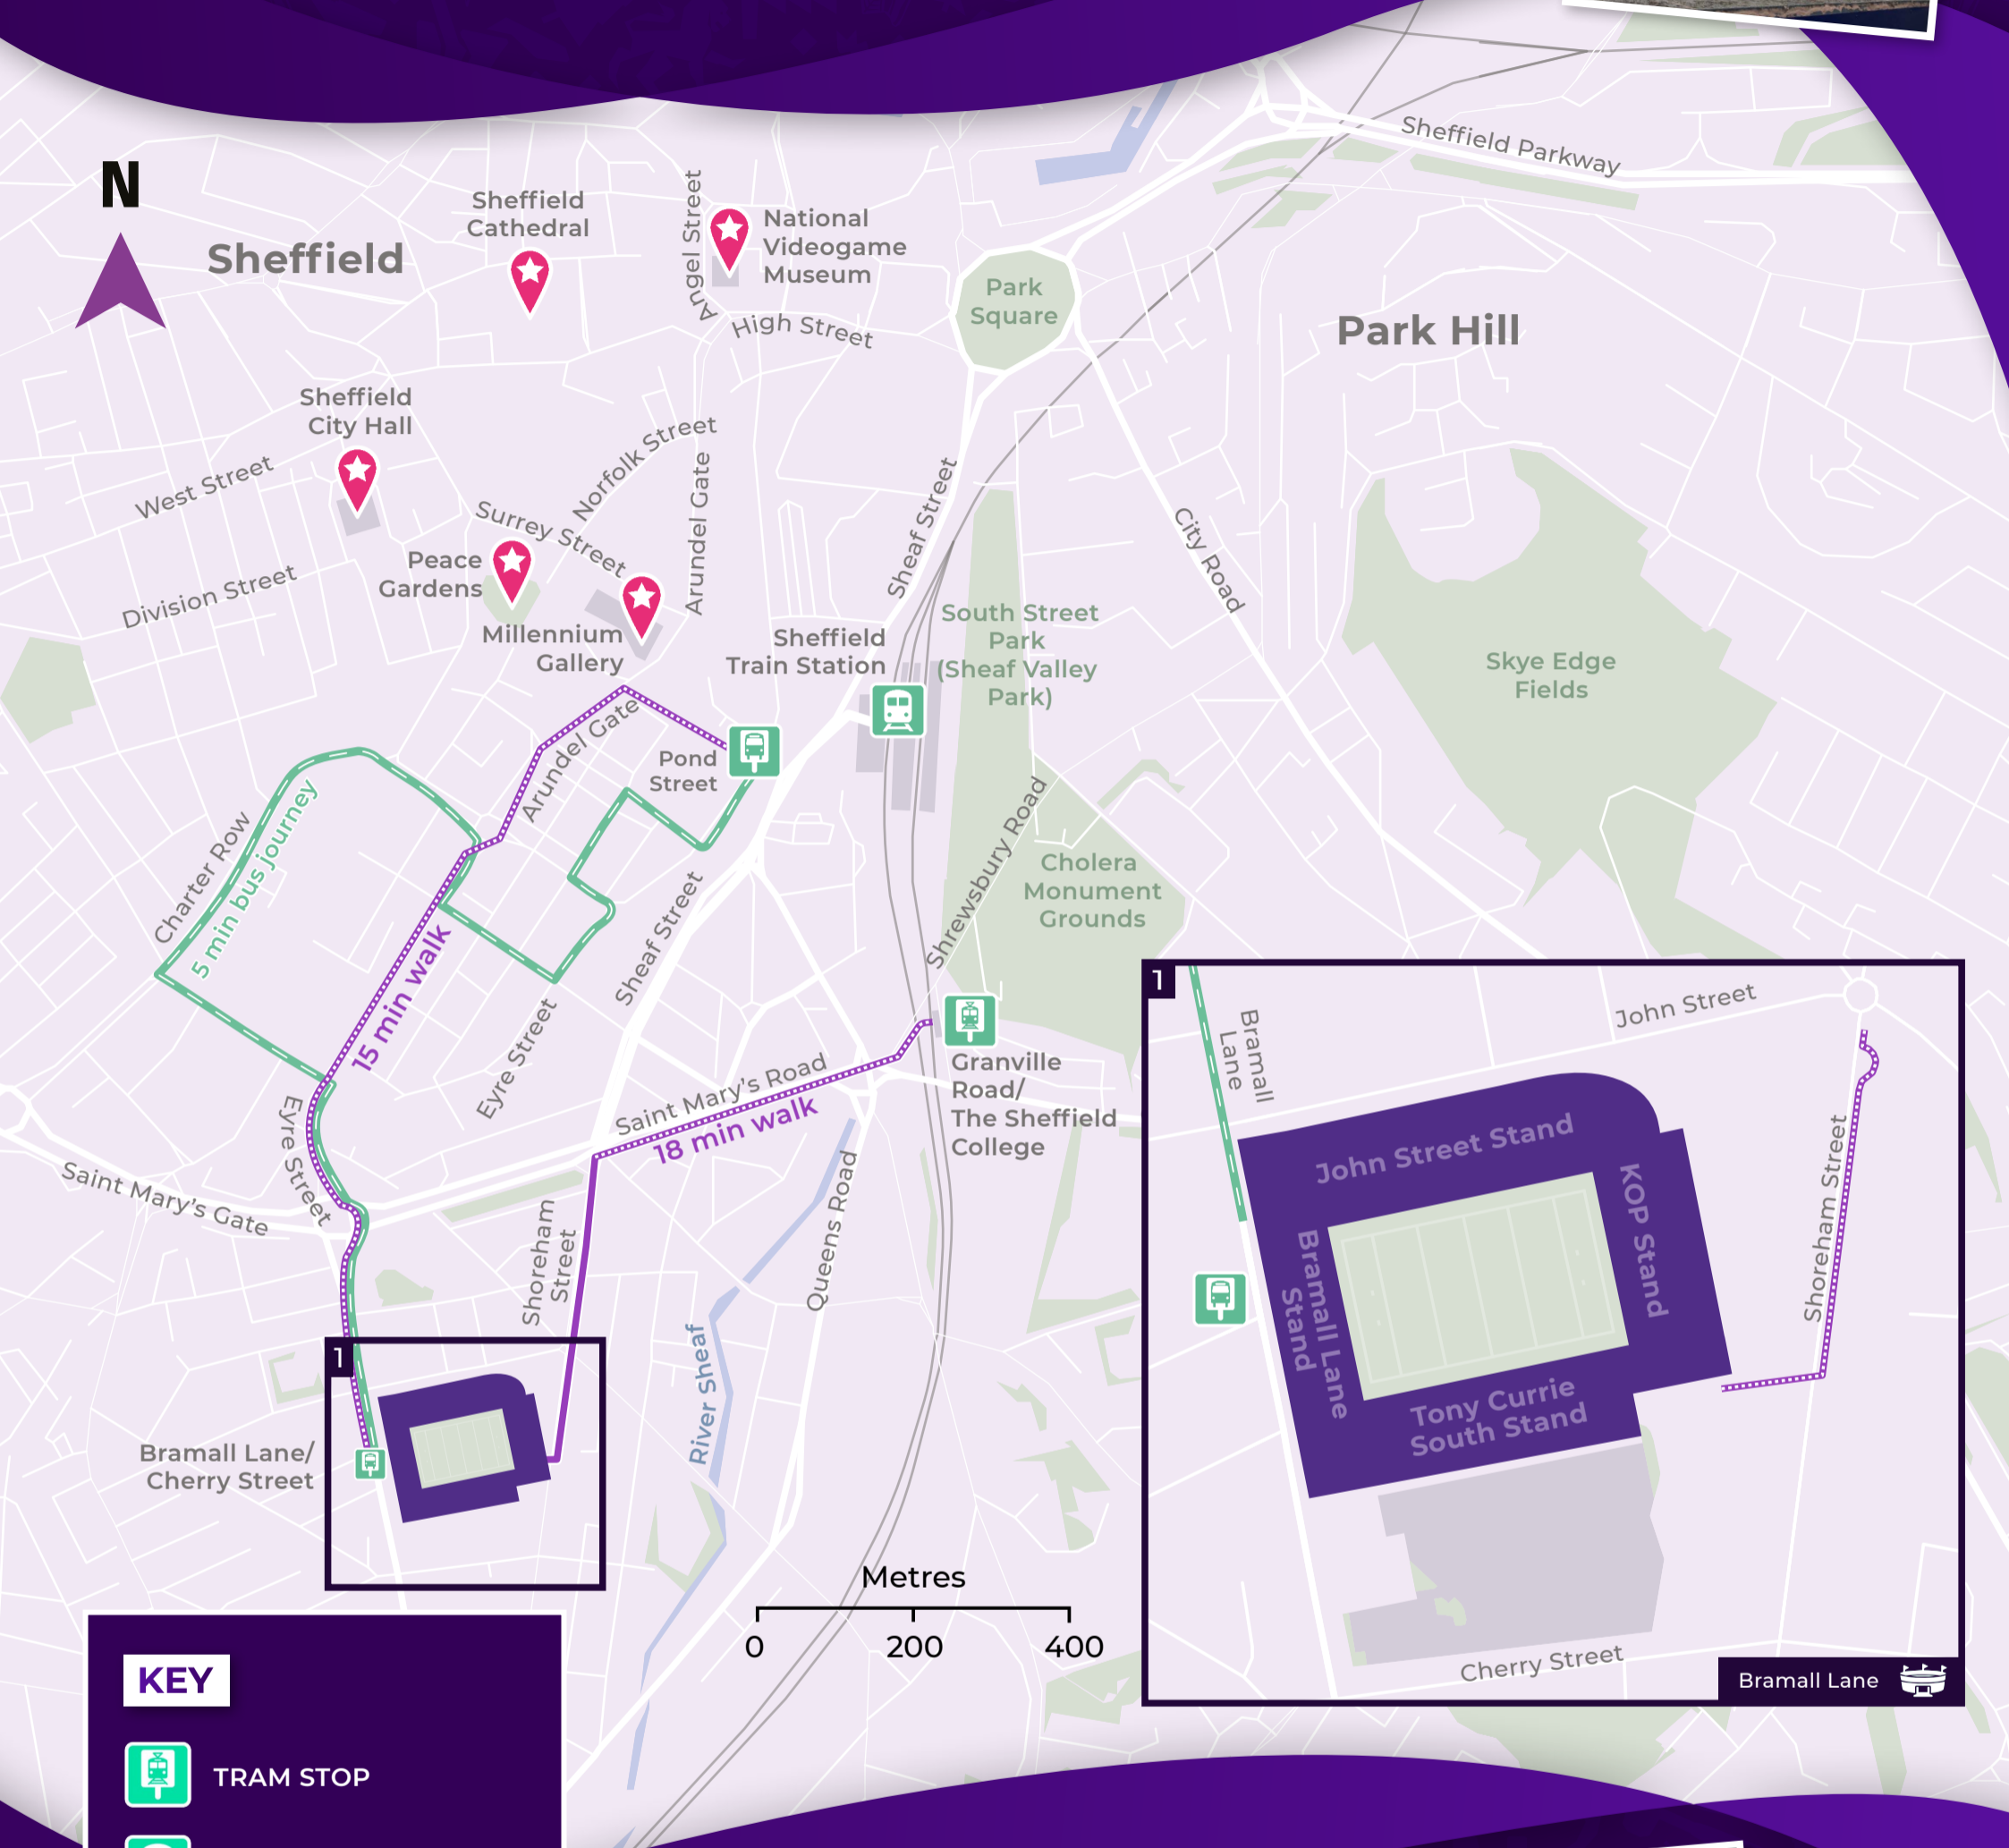 N
Sheffield
Sheffield
Cathedral
Angel Street
National
Videogame
Museum
High Street
Park
Square
Sheffield Parkway
Park Hill
Sheffield
City Hall
West Street
Division Street
Norfolk Street
Surrey Street
Arundel Gate
Peace
Gardens
Millennium
Gallery
Sheaf Street
City Road
South Street
Park
(Sheaf Valley
Park)
Sheffield
Train Station
Skye Edge
Fields
Arundel Gate
Pond
Street
Charter Row
5 min bus journey
15 min walk
Sheaf Street
Shrewsbury Road
Cholera
Monument
Grounds
Eyre Street
Eyre Street
Saint Mary's Gate
Saint Mary's Road
18 min walk
Granville
Road/
The Sheffield
College
Shoreham
Street
Queens Road
River Sheaf
1
Bramall Lane/
Cherry Street
Metres
0 200 400
1
Bramall
Lane
John Street
John Street Stand
KOP Stand
Bramall Lane
Stand
Tony Currie
South Stand
Shoreham Street
Cherry Street
Bramall Lane
KEY
TRAM STOP